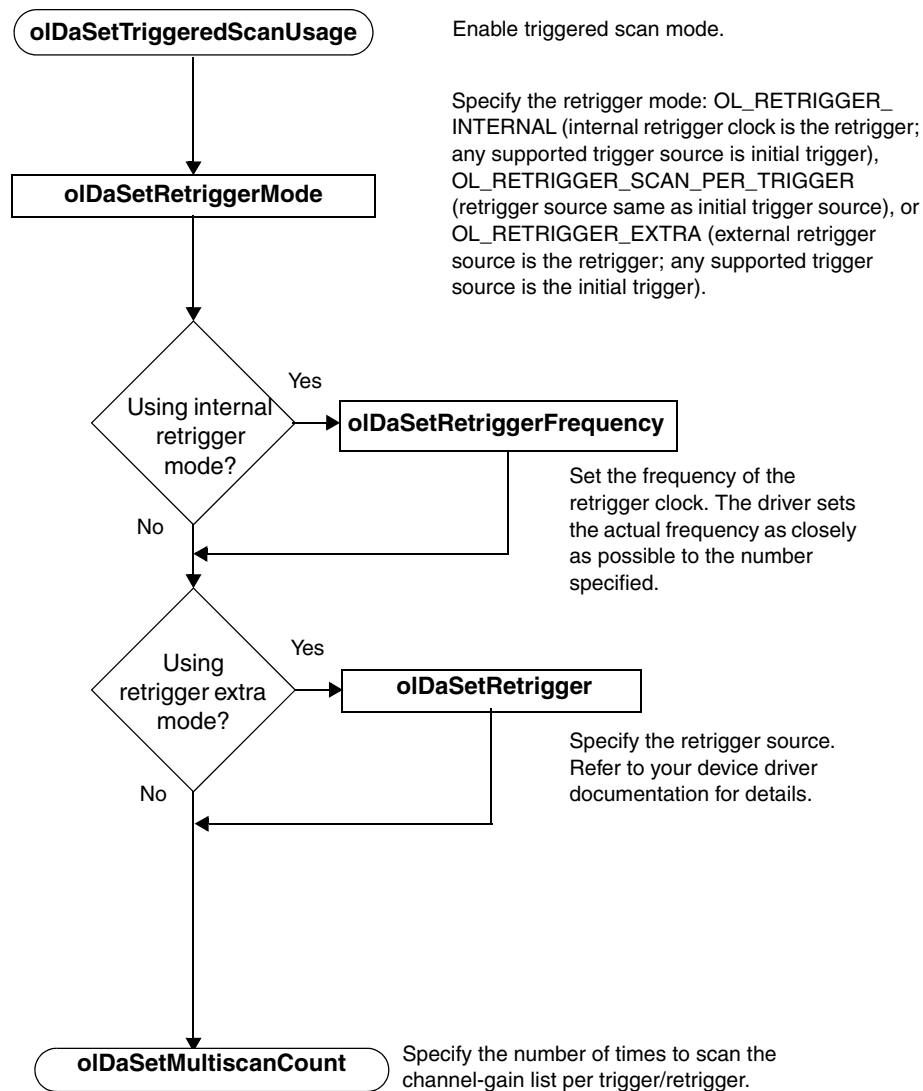 olDaSetTriggeredScanUsage
Enable triggered scan mode.
Specify the retrigger mode: OL_RETRIGGER_
INTERNAL (internal retrigger clock is the retrigger;
any supported trigger source is initial trigger),
OL_RETRIGGER_SCAN_PER_TRIGGER
(retrigger source same as initial trigger source), or
OL_RETRIGGER_EXTRA (external retrigger
source is the retrigger; any supported trigger
source is the initial trigger).
olDaSetRetriggerMode
Using internal
retrigger
mode?
Yes
olDaSetRetriggerFrequency
Set the frequency of the
retrigger clock. The driver sets
the actual frequency as closely
as possible to the number
specified.
No
Using
retrigger extra
mode?
Yes
olDaSetRetrigger
Specify the retrigger source.
Refer to your device driver
documentation for details.
No
olDaSetMultiscanCount
Specify the number of times to scan the
channel-gain list per trigger/retrigger.